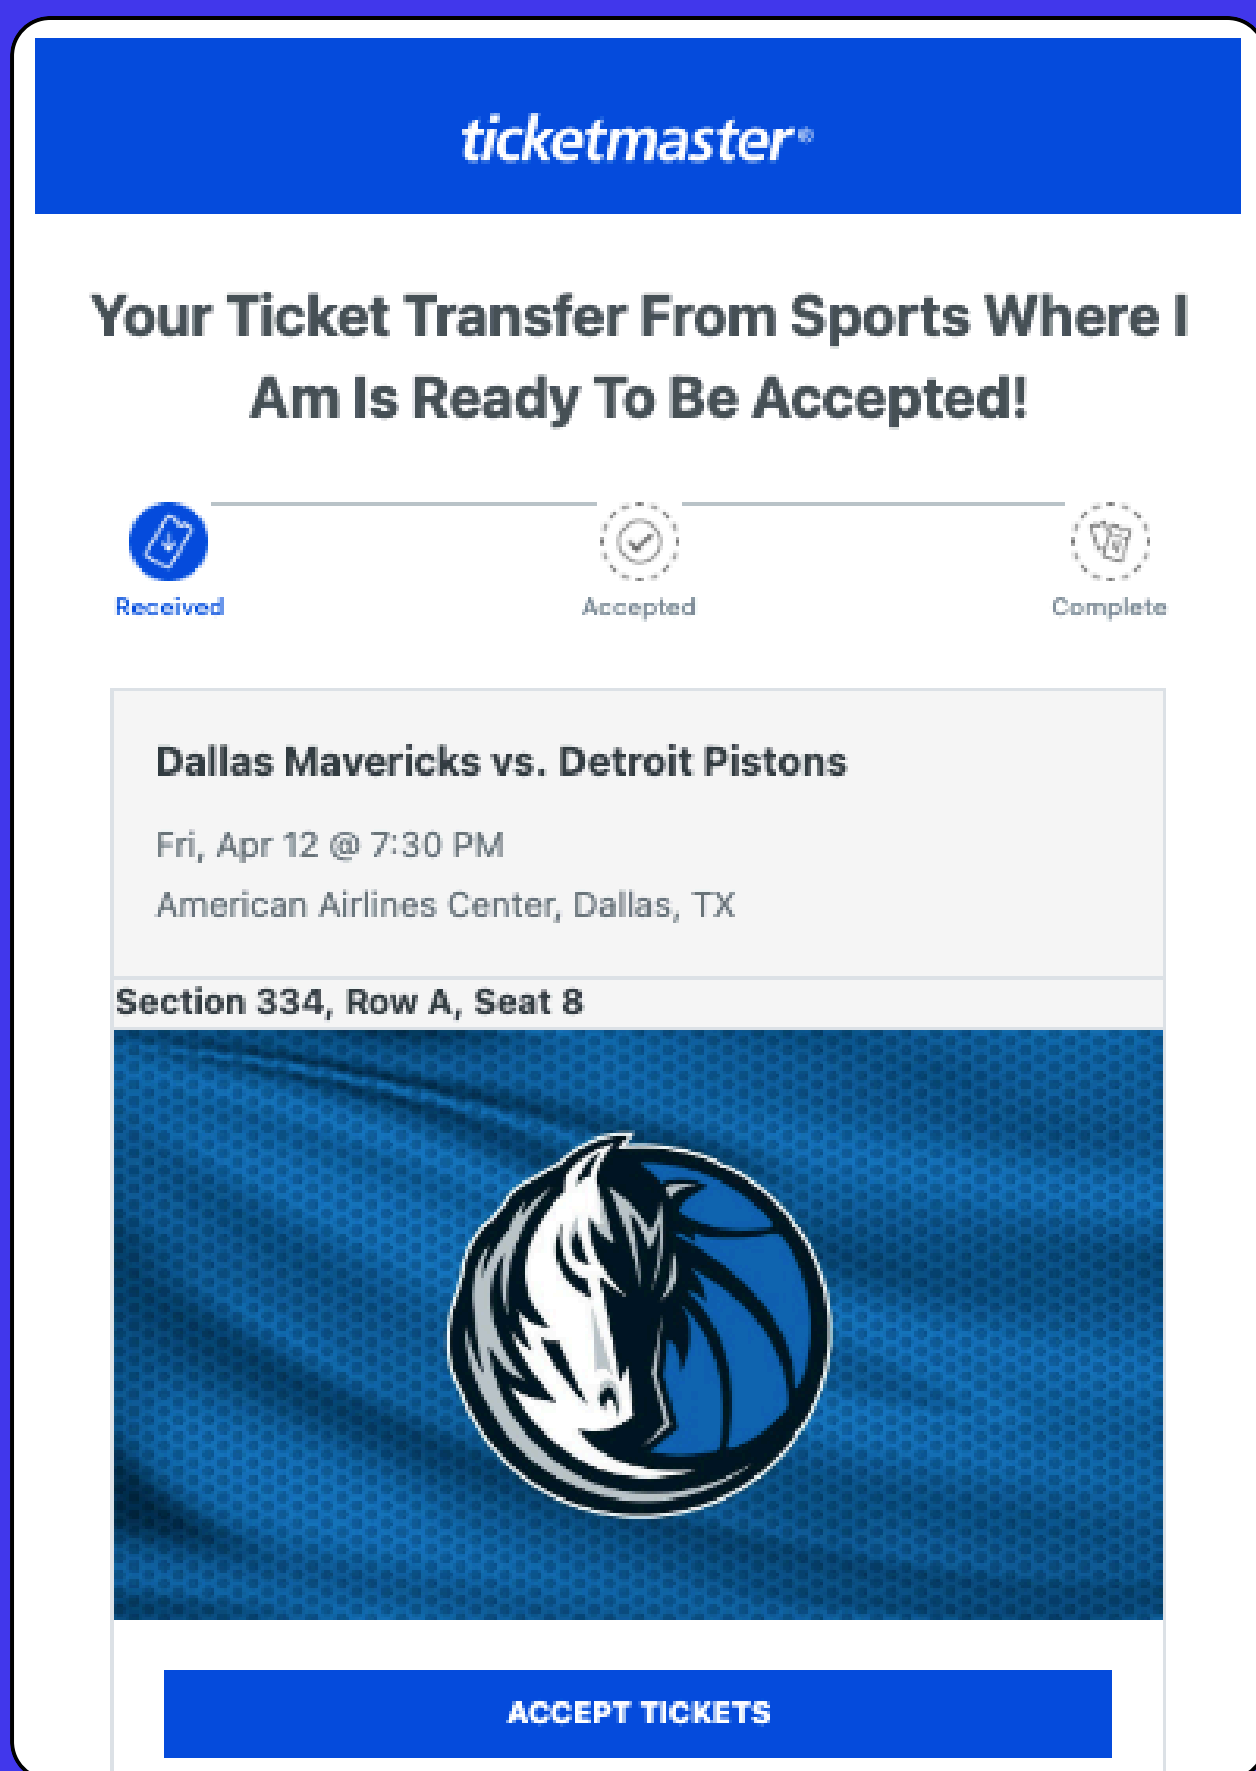 ticketmaster®
Your Ticket Transfer From Sports Where I
Am Is Ready To Be Accepted!
Received
Accepted
Complete
Dallas Mavericks vs. Detroit Pistons
Fri, Apr 12 @ 7:30 PM
American Airlines Center, Dallas, TX
Section 334, Row A, Seat 8
ACCEPT TICKETS